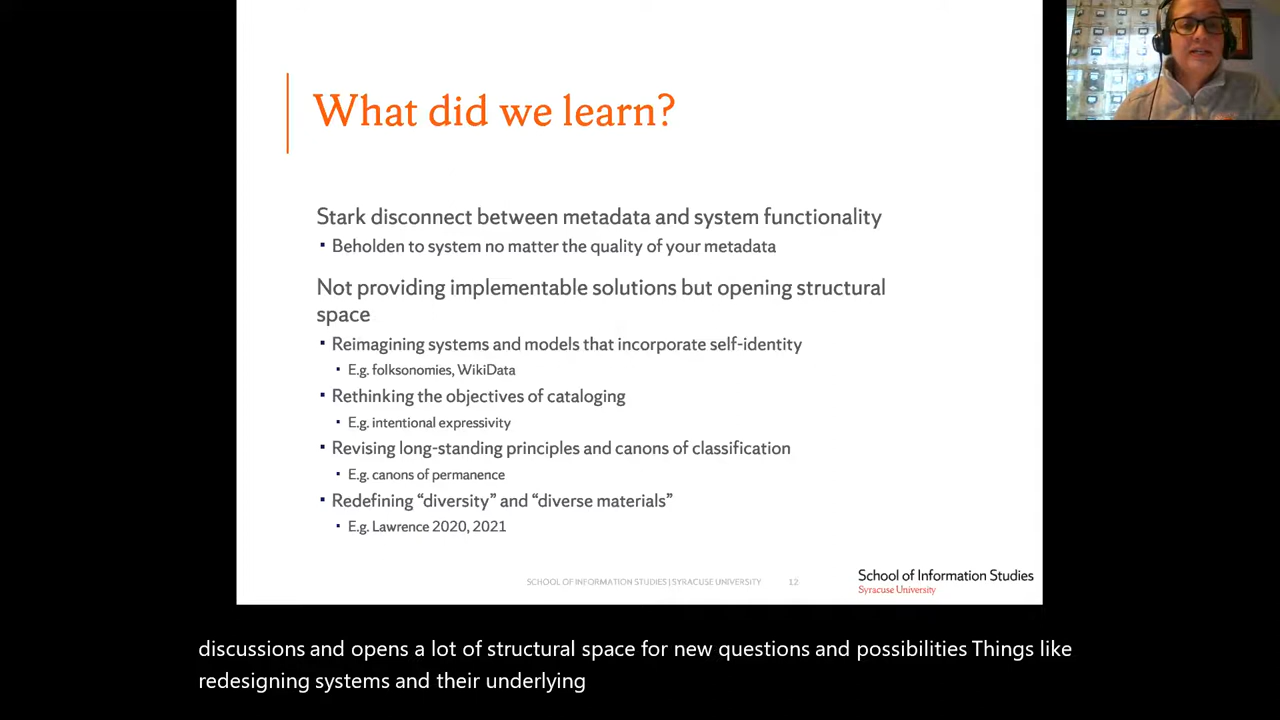 What did we learn?
Stark disconnect between metadata and system functionality
▪ Beholden to system no matter the quality of your metadata
Not providing implementable solutions but opening structural
space
▪ Reimagining systems and models that incorporate self-identity
▪ E.g. folksonomies, WikiData
▪ Rethinking the objectives of cataloging
▪ E.g. intentional expressivity
▪ Revising long-standing principles and canons of classification
▪ E.g. canons of permanence
▪ Redefining “diversity” and “diverse materials”
▪ E.g. Lawrence 2020, 2021
SCHOOL OF INFORMATION STUDIES | SYRACUSE UNIVERSITY 12
School of Information Studies
Syracuse University
discussions and opens a lot of structural space for new questions and possibilities Things like
redesigning systems and their underlying